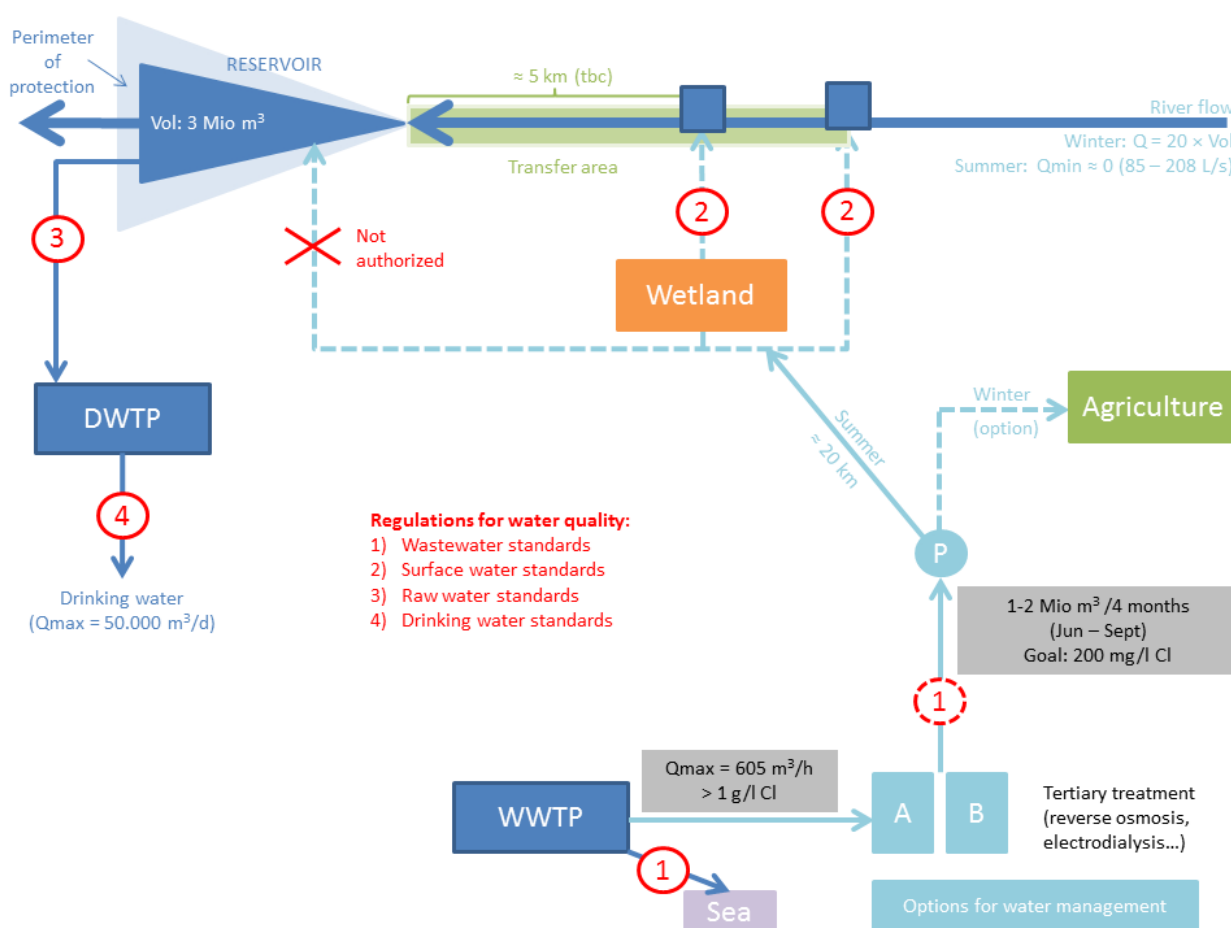 Perimeter
of
protection
RESERVOIR
Vol: 3 Mio m³
≈ 5 km (tbc)
Transfer area
River flow
Winter: Q = 20 × Vol
Summer: Qmin ≈ 0 (85 – 208 L/s)
3
Not
authorized
2
2
Wetland
DWTP
4
Drinking water
(Qmax = 50.000 m³/d)
Summer
≈ 20 km
Winter
(option)
Agriculture
P
Regulations for water quality:
1) Wastewater standards
2) Surface water standards
3) Raw water standards
4) Drinking water standards
1-2 Mio m³ /4 months
(Jun – Sept)
Goal: 200 mg/l Cl
1
Qmax = 605 m³/h
> 1 g/l Cl
WWTP
A
B
Tertiary treatment
(reverse osmosis,
electrodialysis...)
1
Sea
Options for water management